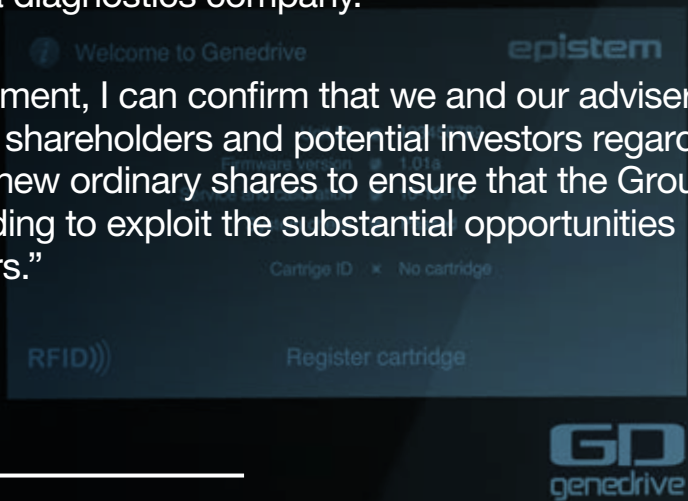 a diagnostics company.
Welcome to Genedrive
epistem
ment, I can confirm that we and our adviser
shareholders and potential investors regard
Firmware version 1.01a
new ordinary shares to ensure that the Grou
ding to exploit the substantial opportunities
rs.”
Cartrige ID × No cartridge
RFID)))
Register cartridge
GD
genedrive